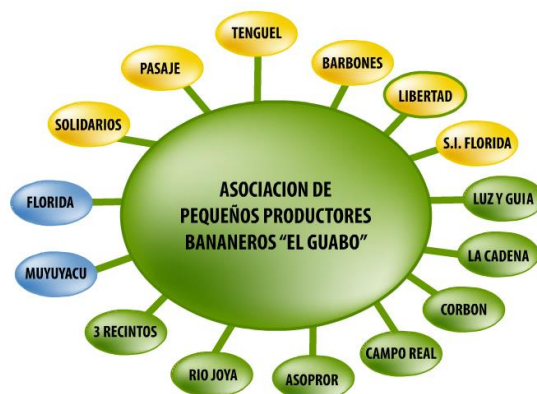 TENGUEL
BARBONES
LIBERTAD
S.I. FLORIDA
LUZ Y GUIA
LA CADENA
CORBON
CAMPO REAL
ASOPROR
RIO JOYA
3 RECINTOS
MUYUYACU
FLORIDA
SOLIDARIOS
PASAJE
ASOCIACION DE
PEQUEÑOS PRODUCTORES
BANANEROS “EL GUABO”